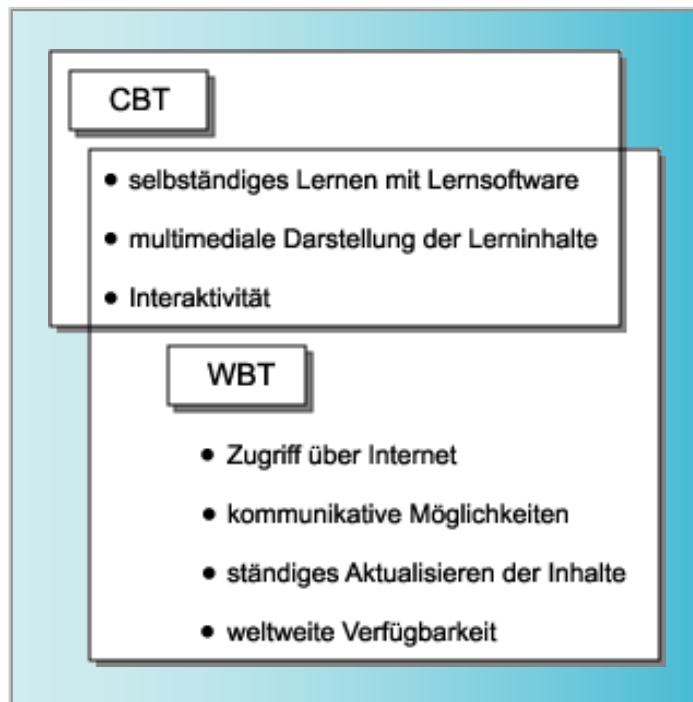 CBT
• selbständiges Lernen mit Lernsoftware
• multimediale Darstellung der Lerninhalte
• Interaktivität
WBT
• Zugriff über Internet
• kommunikative Möglichkeiten
• ständiges Aktualisieren der Inhalte
• weltweite Verfügbarkeit